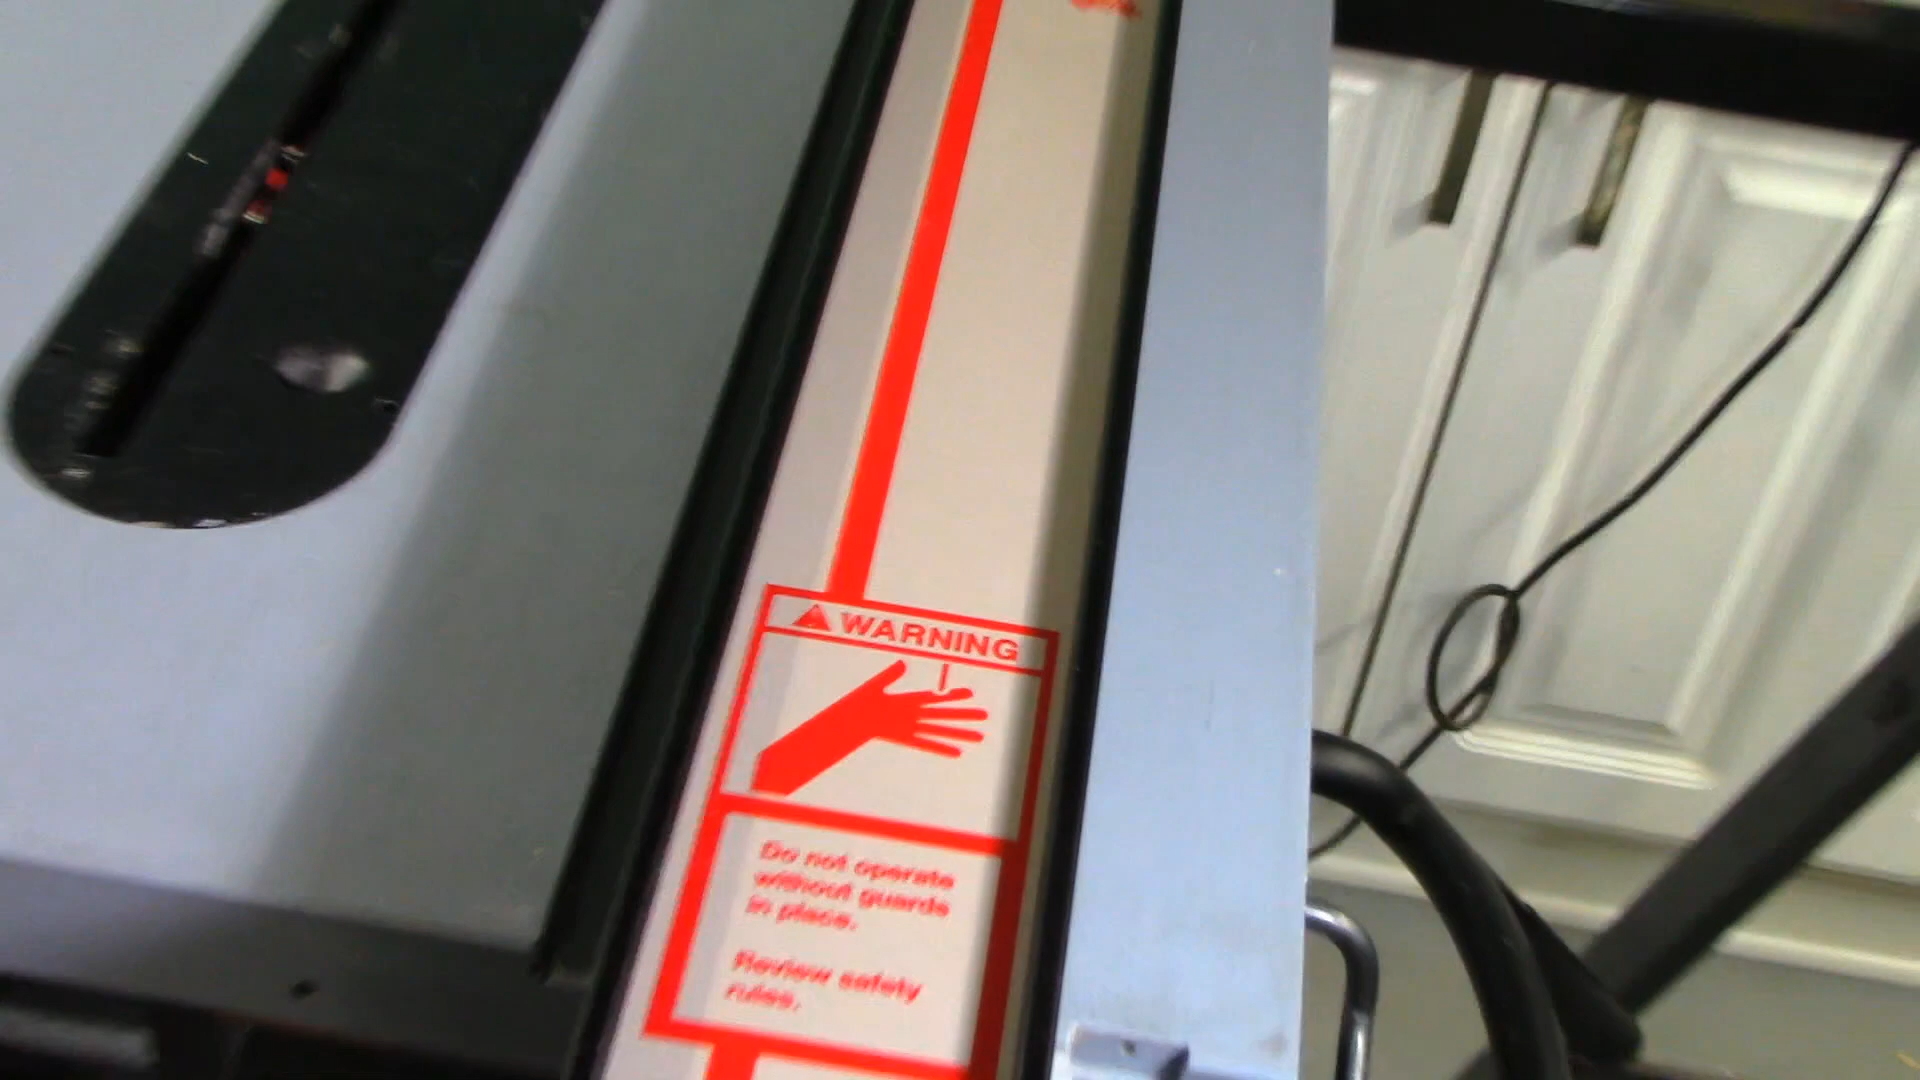 WARNING
Do not operate
without guards
in place.
Review safety
rules.